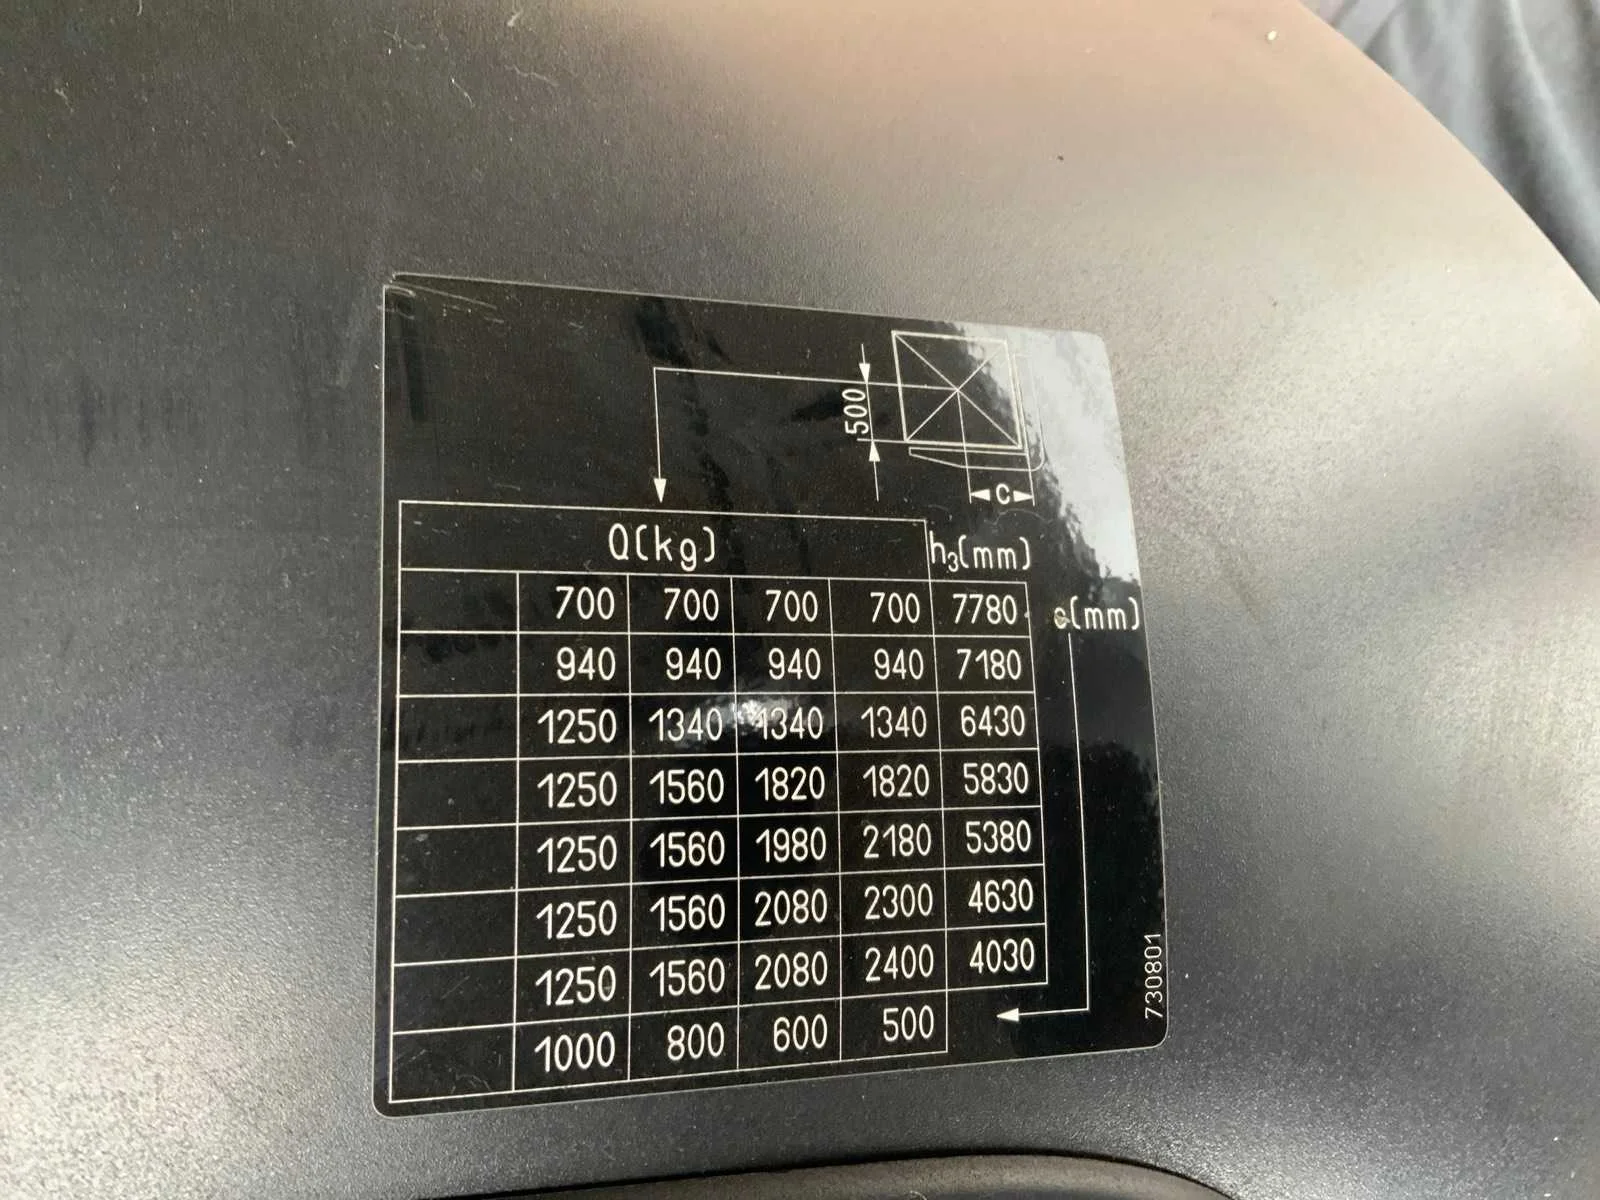 500
C
Q(kg) h₃(mm)
700 700 700 700 7780 c(mm)
940 940 940 940 7180
1250 1340 1340 1340 6430
1250 1560 1820 1820 5830
1250 1560 1980 2180 5380
1250 1560 2080 2300 4630
1250 1560 2080 2400 4030
1000 800 600 500
730801